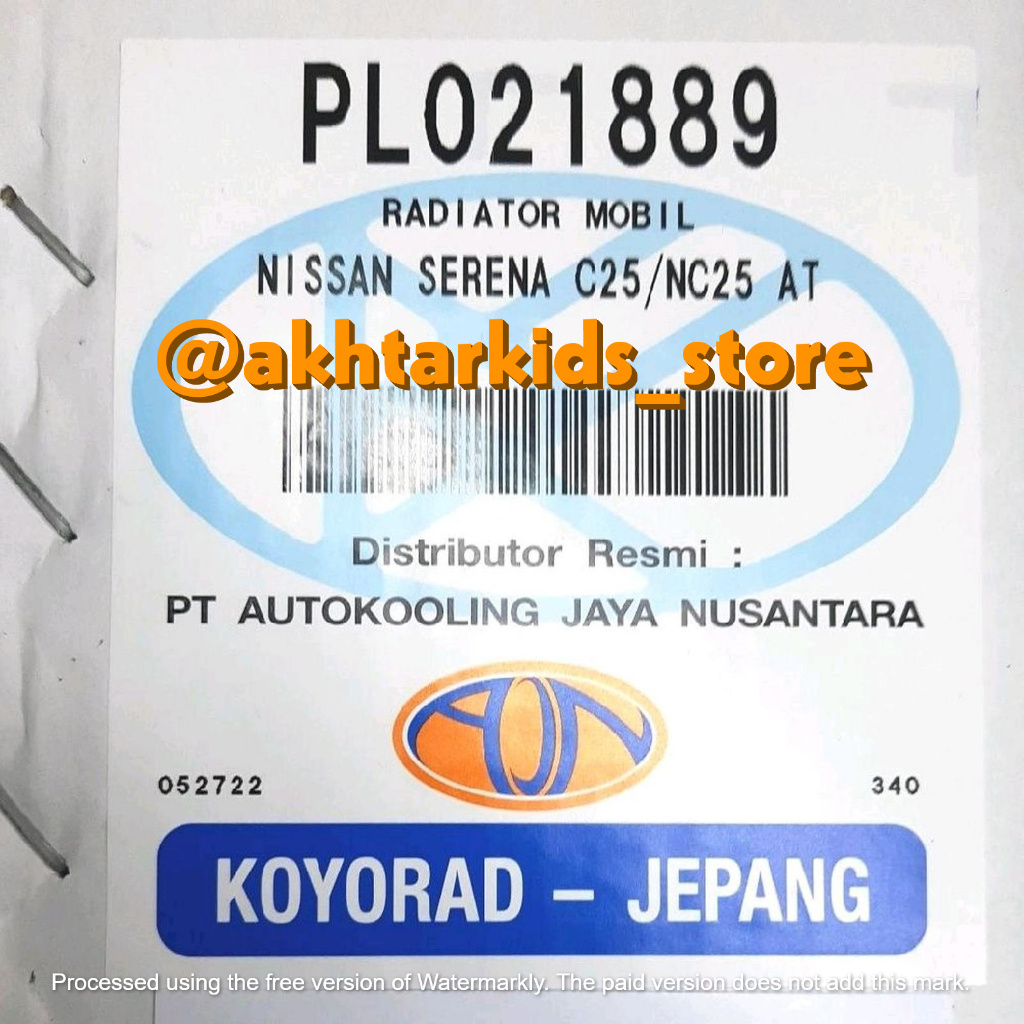 PL021889
RADIATOR MOBIL
NISSAN SERENA C25/NC25 AT
@akhtarkids_store
Distributor Resmi :
PT AUTOKOOLING JAYA NUSANTARA
AJN
052722 340
KOYORAD – JEPANG
Processed using the free version of Watermarkly. The paid version does not add this mark.